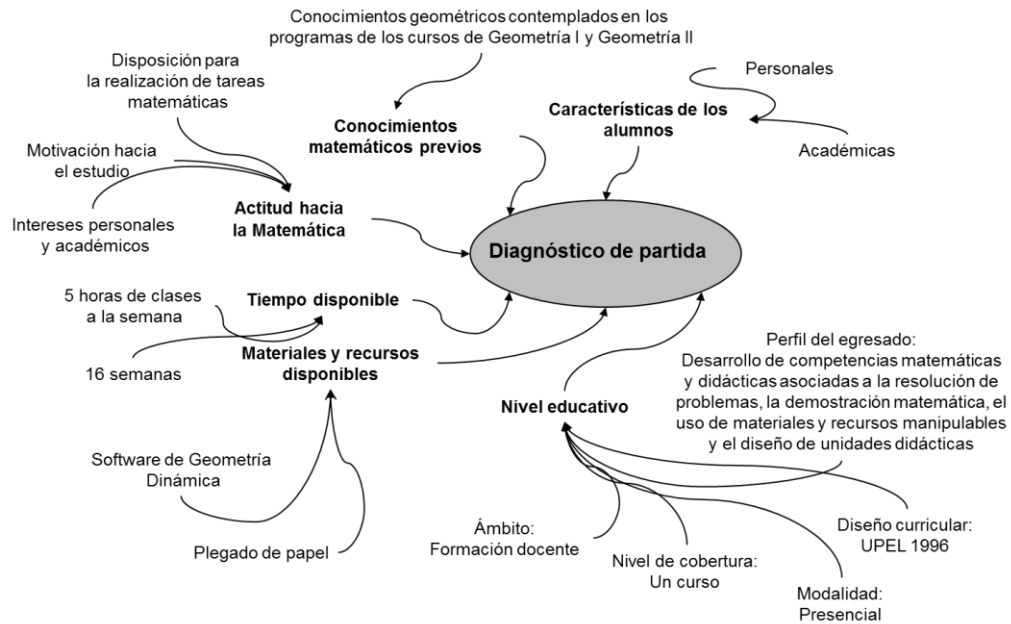 Conocimientos geométricos contemplados en los
programas de los cursos de Geometría I y Geometría II
Disposición para
la realización de tareas
matemáticas
Personales
Características de los
alumnos
Conocimientos
matemáticos previos
Académicas
Motivación hacia
el estudio
Actitud hacia
la Matemática
Intereses personales
y académicos
Diagnóstico de partida
5 horas de clases
a la semana
Tiempo disponible
16 semanas
Materiales y recursos
disponibles
Perfil del egresado:
Desarrollo de competencias matemáticas
y didácticas asociadas a la resolución de
problemas, la demostración matemática, el
uso de materiales y recursos manipulables
y el diseño de unidades didácticas
Nivel educativo
Software de Geometría
Dinámica
Plegado de papel
Ámbito:
Formación docente
Nivel de cobertura:
Un curso
Diseño curricular:
UPEL 1996
Modalidad:
Presencial